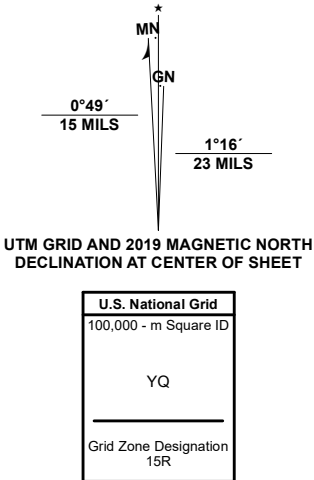 ★
MN
GN
0°49´
15 MILS
1°16´
23 MILS
UTM GRID AND 2019 MAGNETIC NORTH
DECLINATION AT CENTER OF SHEET
U.S. National Grid
100,000 - m Square ID
YQ
Grid Zone Designation
15R